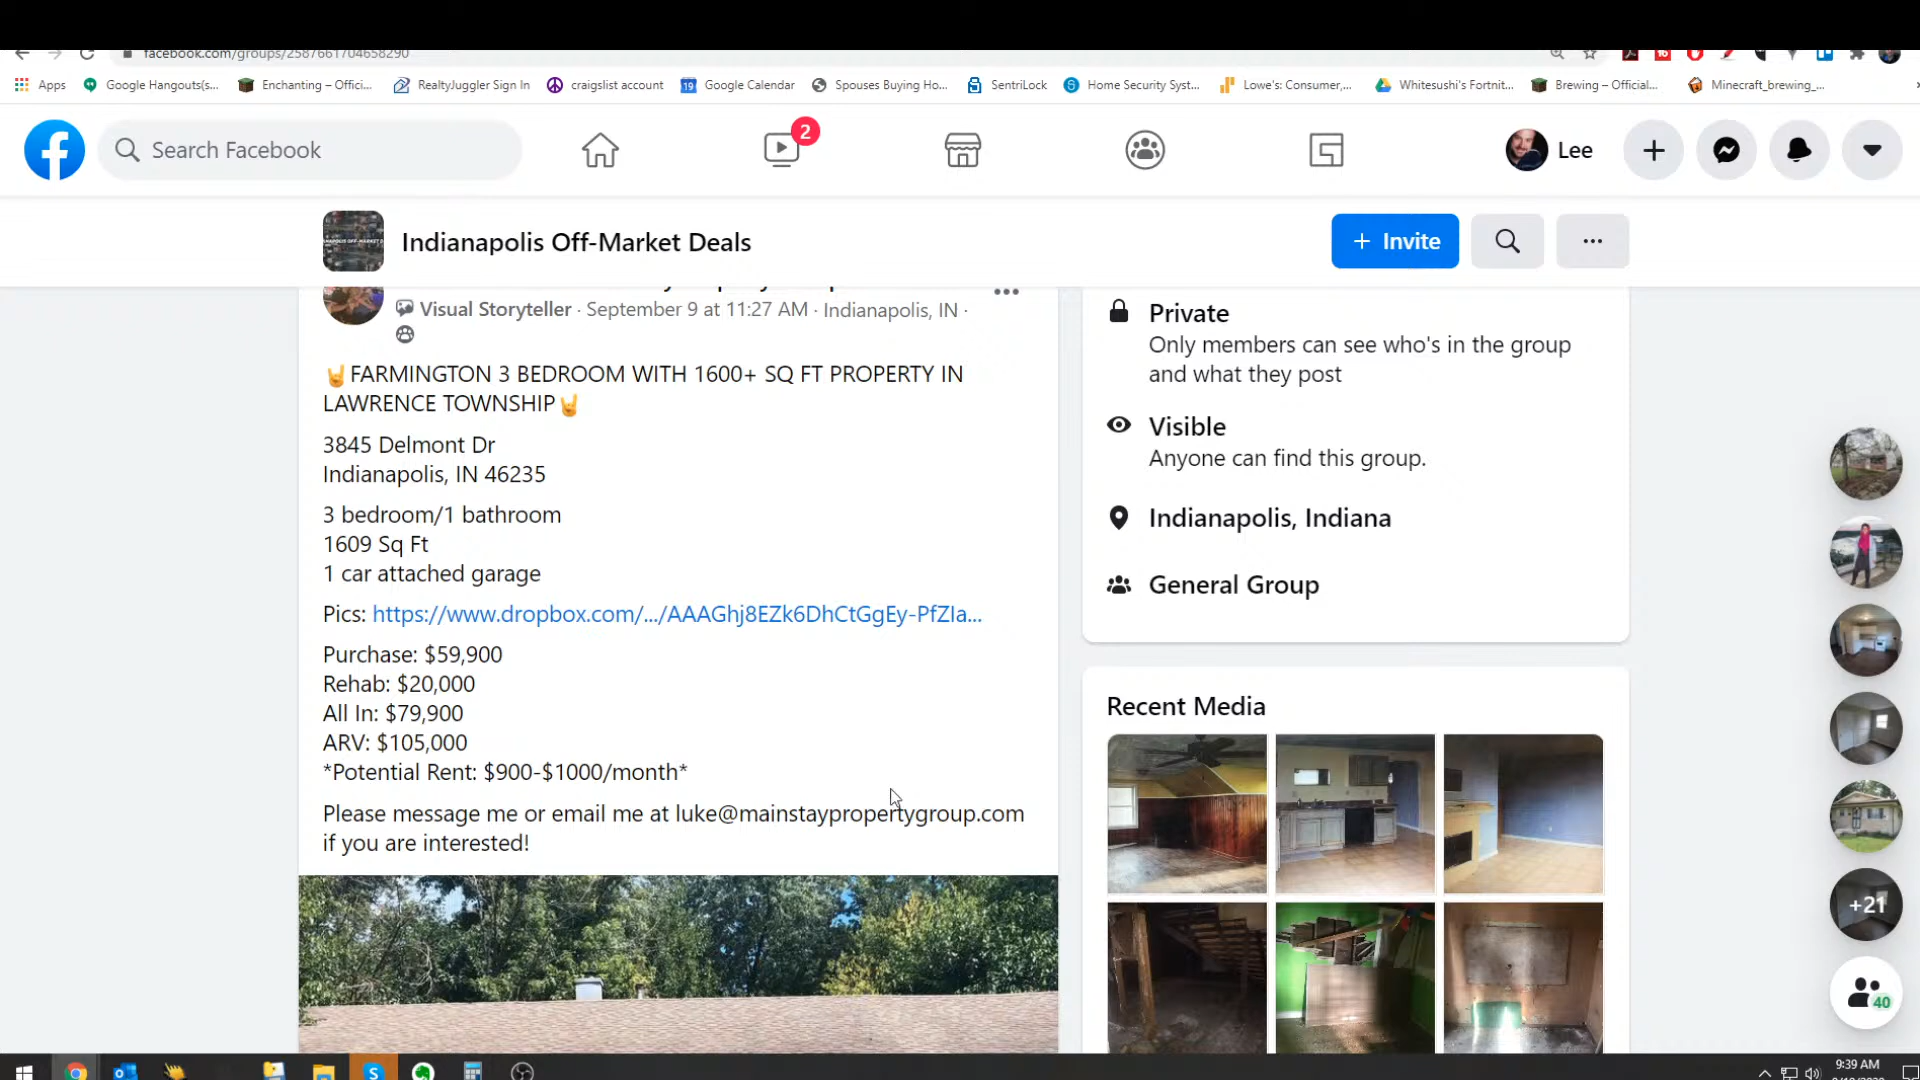 facebook.com/groups/2587661704658290
Apps Google Hangouts(s... Enchanting – Offici... RealtyJuggler Sign In craigslist account 19 Google Calendar Spouses Buying Ho... SentriLock Home Security Syst... Lowe's: Consumer,... Whitesushi's Fortnit... Brewing – Official... Minecraft_brewing_...
Search Facebook
2
Lee
Indianapolis Off-Market Deals
+ Invite
Visual Storyteller · September 9 at 11:27 AM · Indianapolis, IN ·
🤘FARMINGTON 3 BEDROOM WITH 1600+ SQ FT PROPERTY IN
LAWRENCE TOWNSHIP🤘
3845 Delmont Dr
Indianapolis, IN 46235
3 bedroom/1 bathroom
1609 Sq Ft
1 car attached garage
Pics: https://www.dropbox.com/.../AAAGhj8EZk6DhCtGgEy-PfZIa...
Purchase: $59,900
Rehab: $20,000
All In: $79,900
ARV: $105,000
*Potential Rent: $900-$1000/month*
Please message me or email me at luke@mainstaypropertygroup.com
if you are interested!
Private
Only members can see who's in the group
and what they post
Visible
Anyone can find this group.
Indianapolis, Indiana
General Group
Recent Media
+21
40
9:39 AM